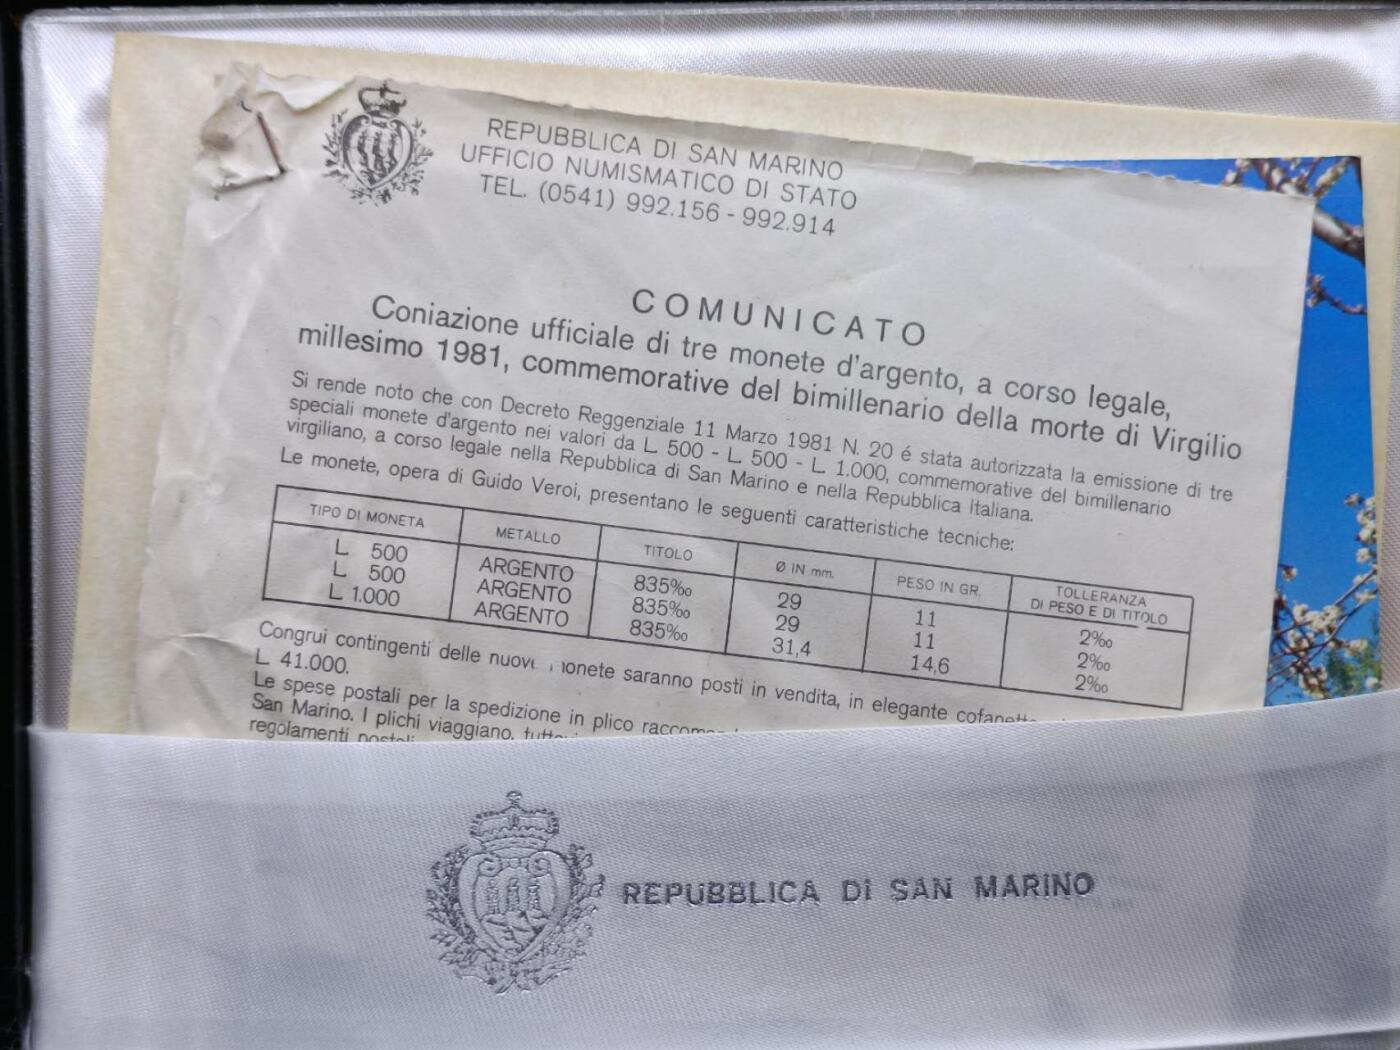 REPUBBLICA DI SAN MARINO
UFFICIO NUMISMATICO DI STATO
TEL. (0541) 992.156 - 992.914
COMUNICATO
Coniazione ufficiale di tre monete d'argento, a corso legale,
millesimo 1981, commemorative del bimillenario della morte di Virgilio
Si rende noto che con Decreto Reggenziale 11 Marzo 1981 N. 20 é stata autorizzata la emissione di tre
speciali monete d'argento nei valori da L 500 - L 500 - L 1.000, commemorative del bimillenario
virgiliano, a corso legale nella Repubblica di San Marino e nella Repubblica Italiana.
Le monete, opera di Guido Veroi, presentano le seguenti caratteristiche tecniche:
TIPO DI MONETA METALLO TITOLO Ø IN mm. PESO IN GR. TOLLERANZA DI PESO E DI TITOLO
L 500 ARGENTO 835‰ 29 11 2‰
L 500 ARGENTO 835‰ 29 11 2‰
L 1.000 ARGENTO 835‰ 31,4 14,6 2‰
Congrui contingenti delle nuove monete saranno posti in vendita, in elegante cofanetto
L 41.000.
Le spese postali per la spedizione in plico
San Marino. I plichi viaggiano,
regolamenti postali
REPUBBLICA DI SAN MARINO